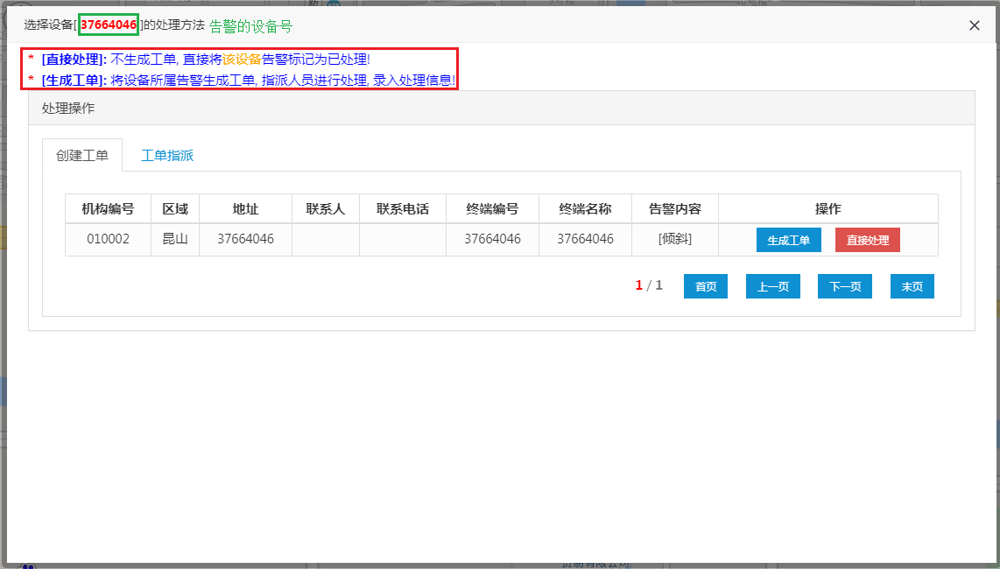 选择设备[37664046]的处理方法 告警的设备号
* [直接处理]: 不生成工单, 直接将该设备告警标记为已处理!
* [生成工单]: 将设备所属告警生成工单, 指派人员进行处理, 录入处理信息!
处理操作
创建工单 工单指派
机构编号 区域 地址 联系人 联系电话 终端编号 终端名称 告警内容 操作
010002 昆山 37664046 37664046 37664046 [倾斜] 生成工单 直接处理
1 / 1 首页 上一页 下一页 末页